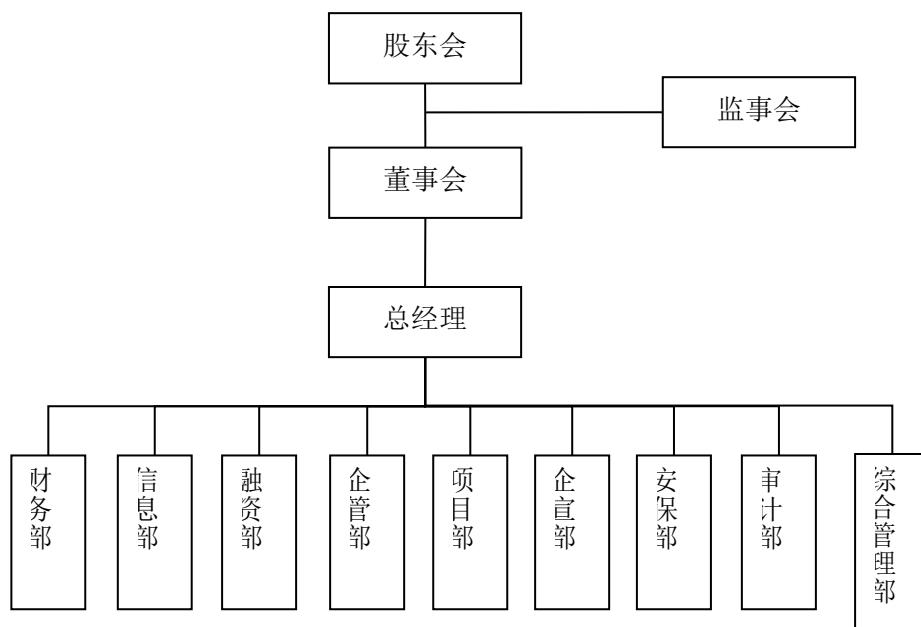 股东会
监事会
董事会
总经理
财务部
信息部
融资部
企管部
项目部
企宣部
安保部
审计部
综合管理部